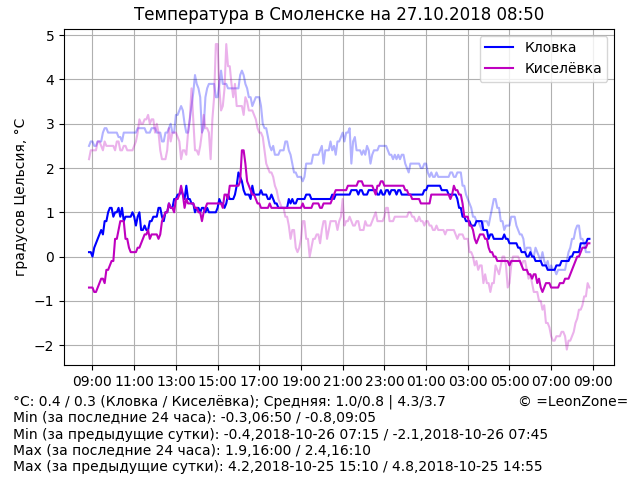 Температура в Смоленске на 27.10.2018 08:50
Кловка
Киселёвка
градусов Цельсия, °C
5
4
3
2
1
0
−1
−2
09:00 11:00 13:00 15:00 17:00 19:00 21:00 23:00 01:00 03:00 05:00 07:00 09:00
°C: 0.4 / 0.3 (Кловка / Киселёвка); Средняя: 1.0/0.8 | 4.3/3.7 © =LeonZone=
Min (за последние 24 часа): -0.3,06:50 / -0.8,09:05
Min (за предыдущие сутки): -0.4,2018-10-26 07:15 / -2.1,2018-10-26 07:45
Max (за последние 24 часа): 1.9,16:00 / 2.4,16:10
Max (за предыдущие сутки): 4.2,2018-10-25 15:10 / 4.8,2018-10-25 14:55